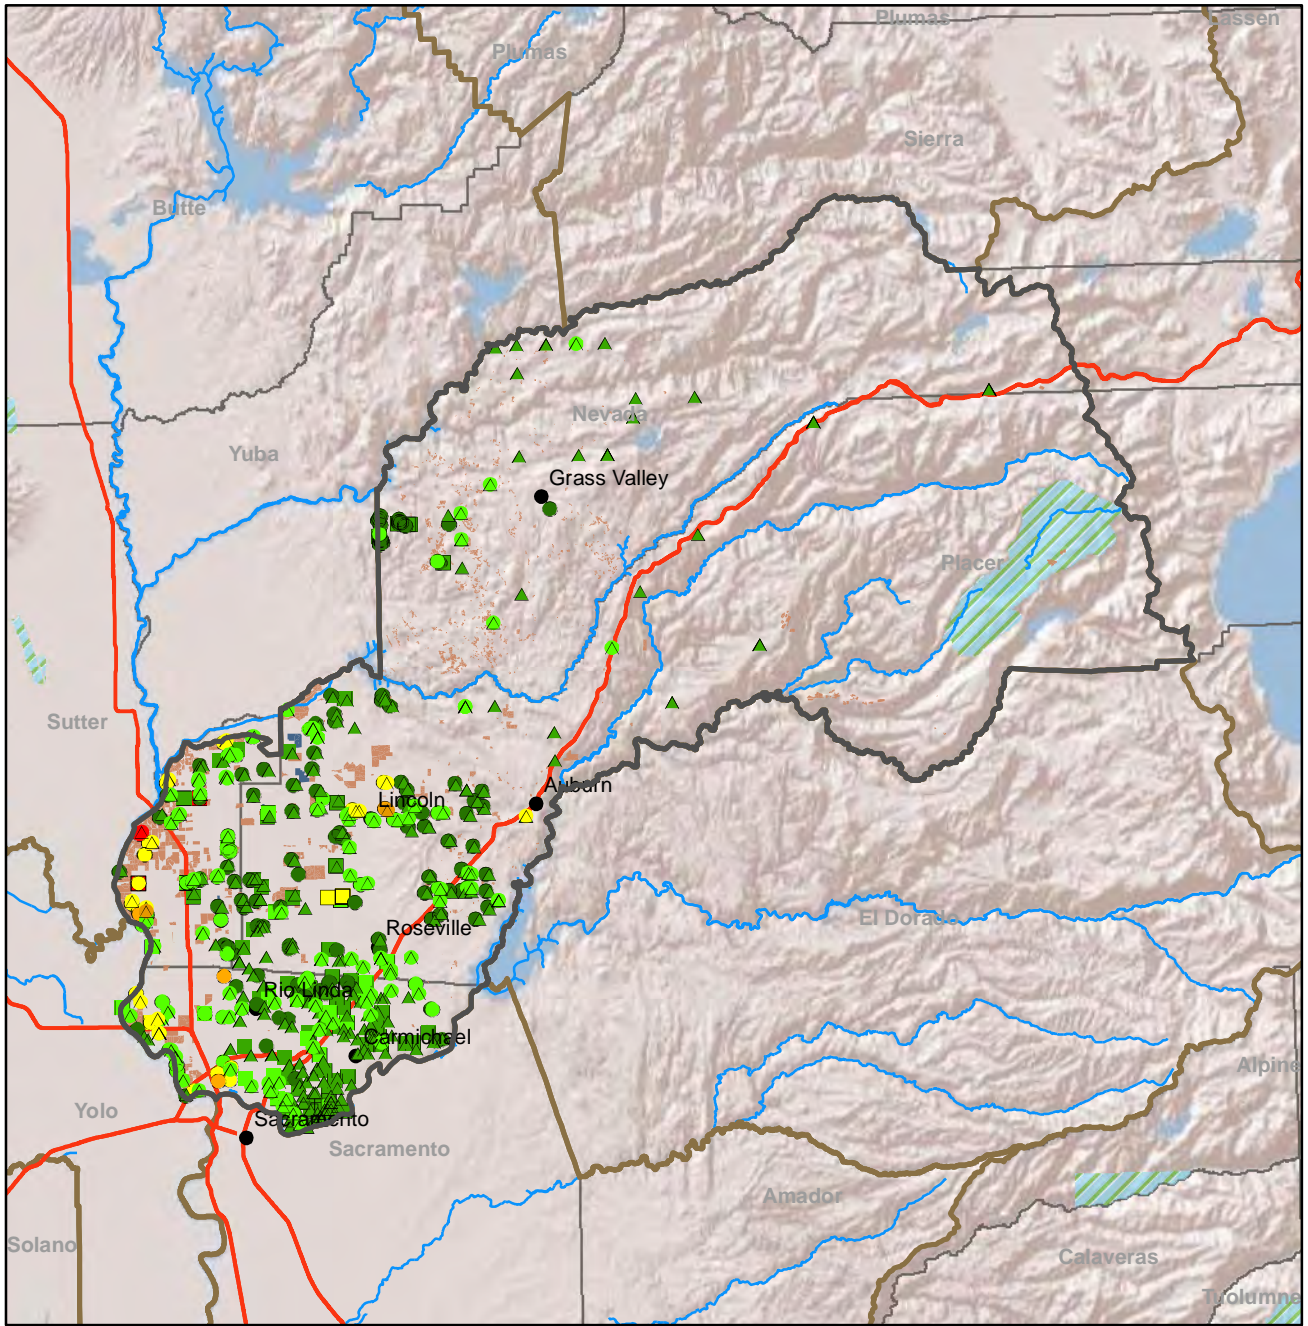 Plumas
Lassen
Plumas
Sierra
Butte
Nevada
Yuba
Grass Valley
Placer
Sutter
Auburn
Lincoln
El Dorado
Roseville
Rio Linda
Carmichael
Alpine
Yolo
Sacramento
Sacramento
Amador
Solano
Calaveras
Tuolumne